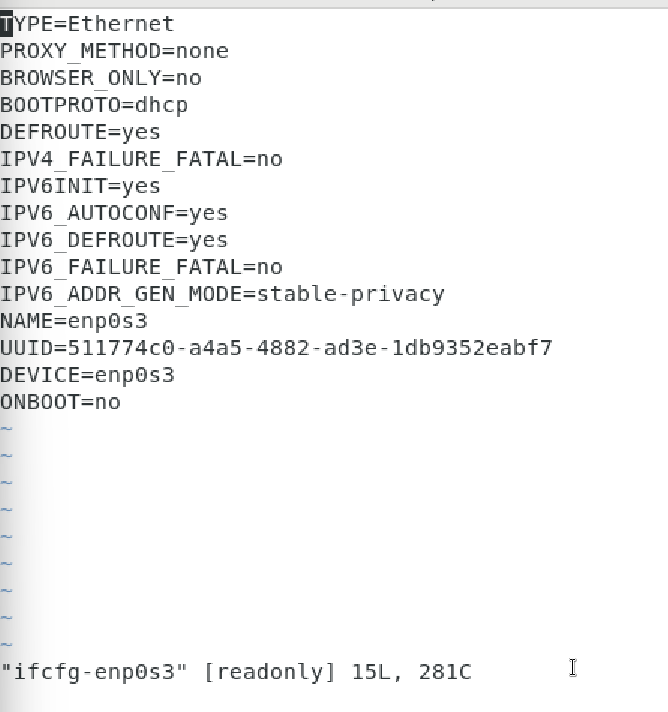 TYPE=Ethernet
PROXY_METHOD=none
BROWSER_ONLY=no
BOOTPROTO=dhcp
DEFROUTE=yes
IPV4_FAILURE_FATAL=no
IPV6INIT=yes
IPV6_AUTOCONF=yes
IPV6_DEFROUTE=yes
IPV6_FAILURE_FATAL=no
IPV6_ADDR_GEN_MODE=stable-privacy
NAME=enp0s3
UUID=511774c0-a4a5-4882-ad3e-1db9352eabf7
DEVICE=enp0s3
ONBOOT=no
~
~
~
~
~
~
~
~
~
"ifcfg-enp0s3" [readonly] 15L, 281C